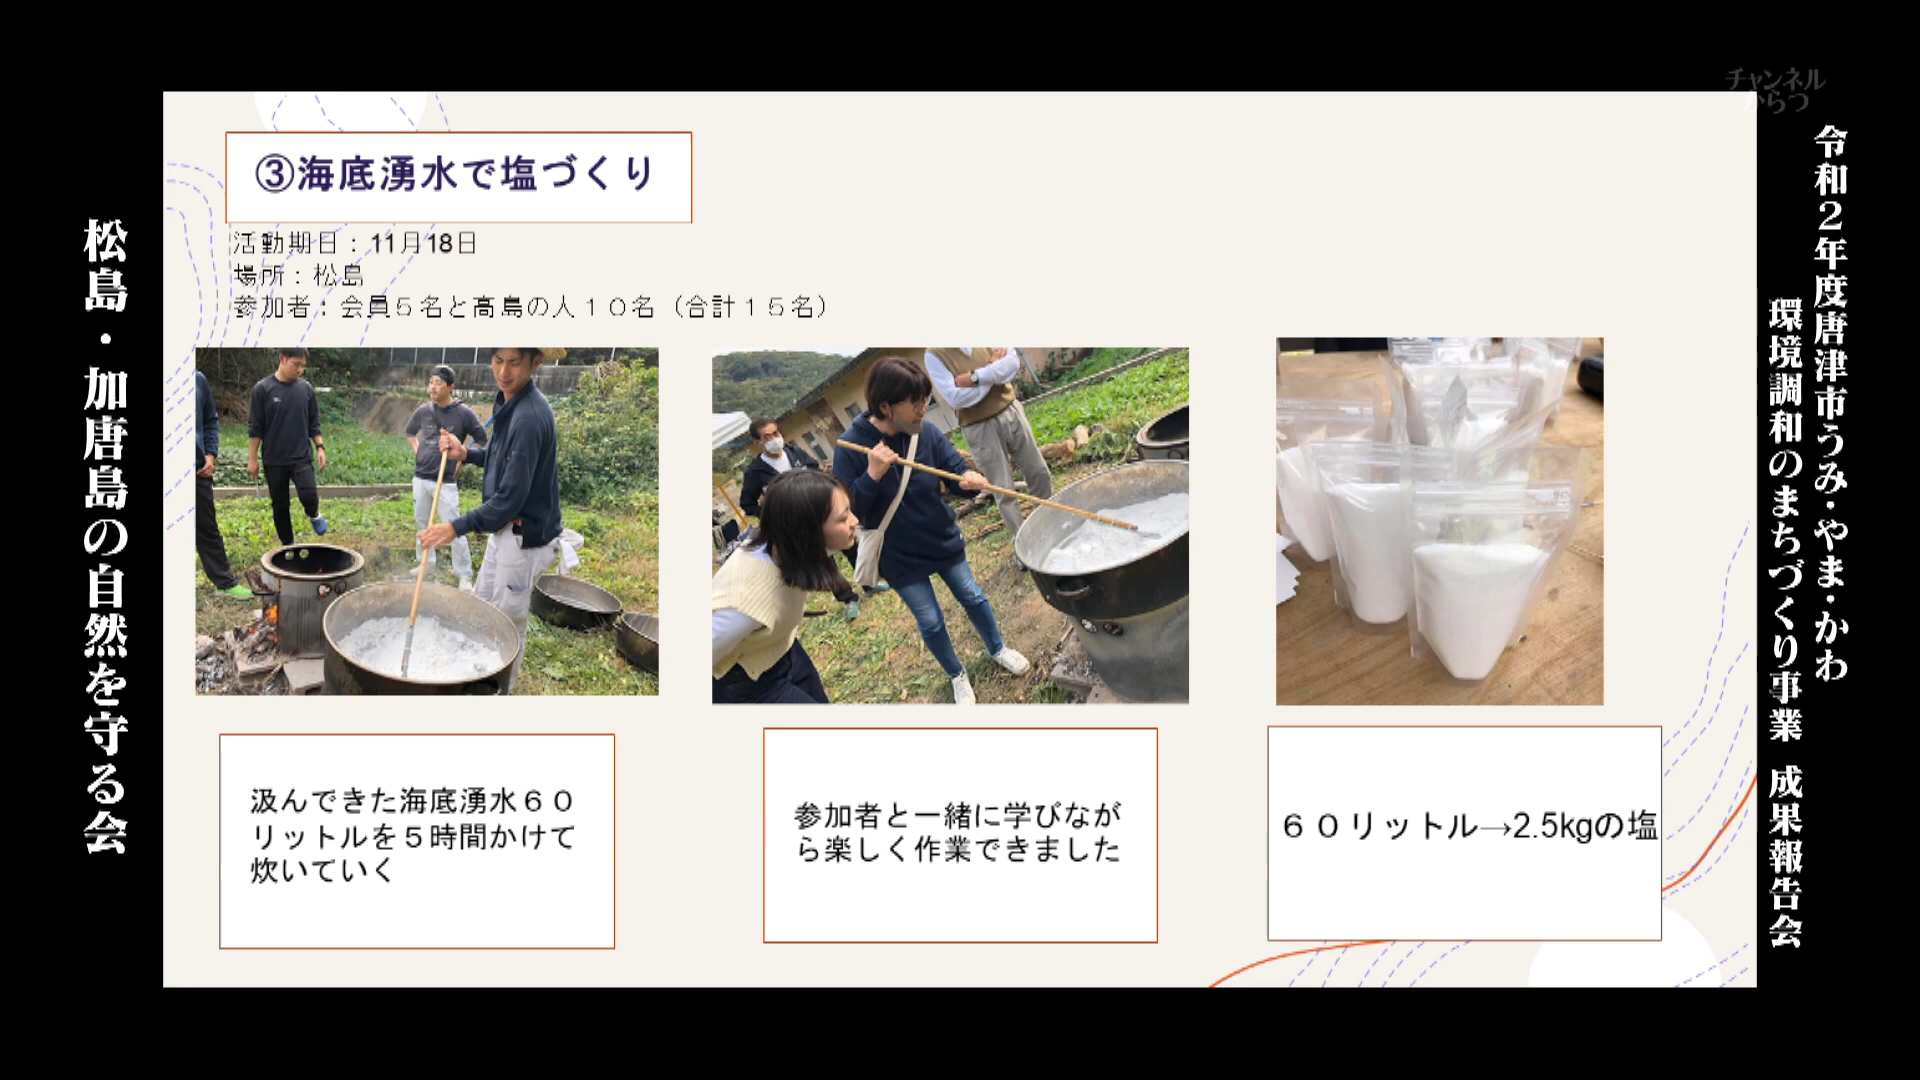 チャンネル
からつ
令和２年度唐津市うみ・やま・かわ
環境調和のまちづくり事業 成果報告会
松島・加唐島の自然を守る会
③海底湧水で塩づくり
活動期日：11月18日
場所：松島
参加者：会員５名と高島の人１０名（合計１５名）
汲んできた海底湧水６０
リットルを５時間かけて
炊いていく
参加者と一緒に学びなが
ら楽しく作業できました
６０リットル→2.5kgの塩